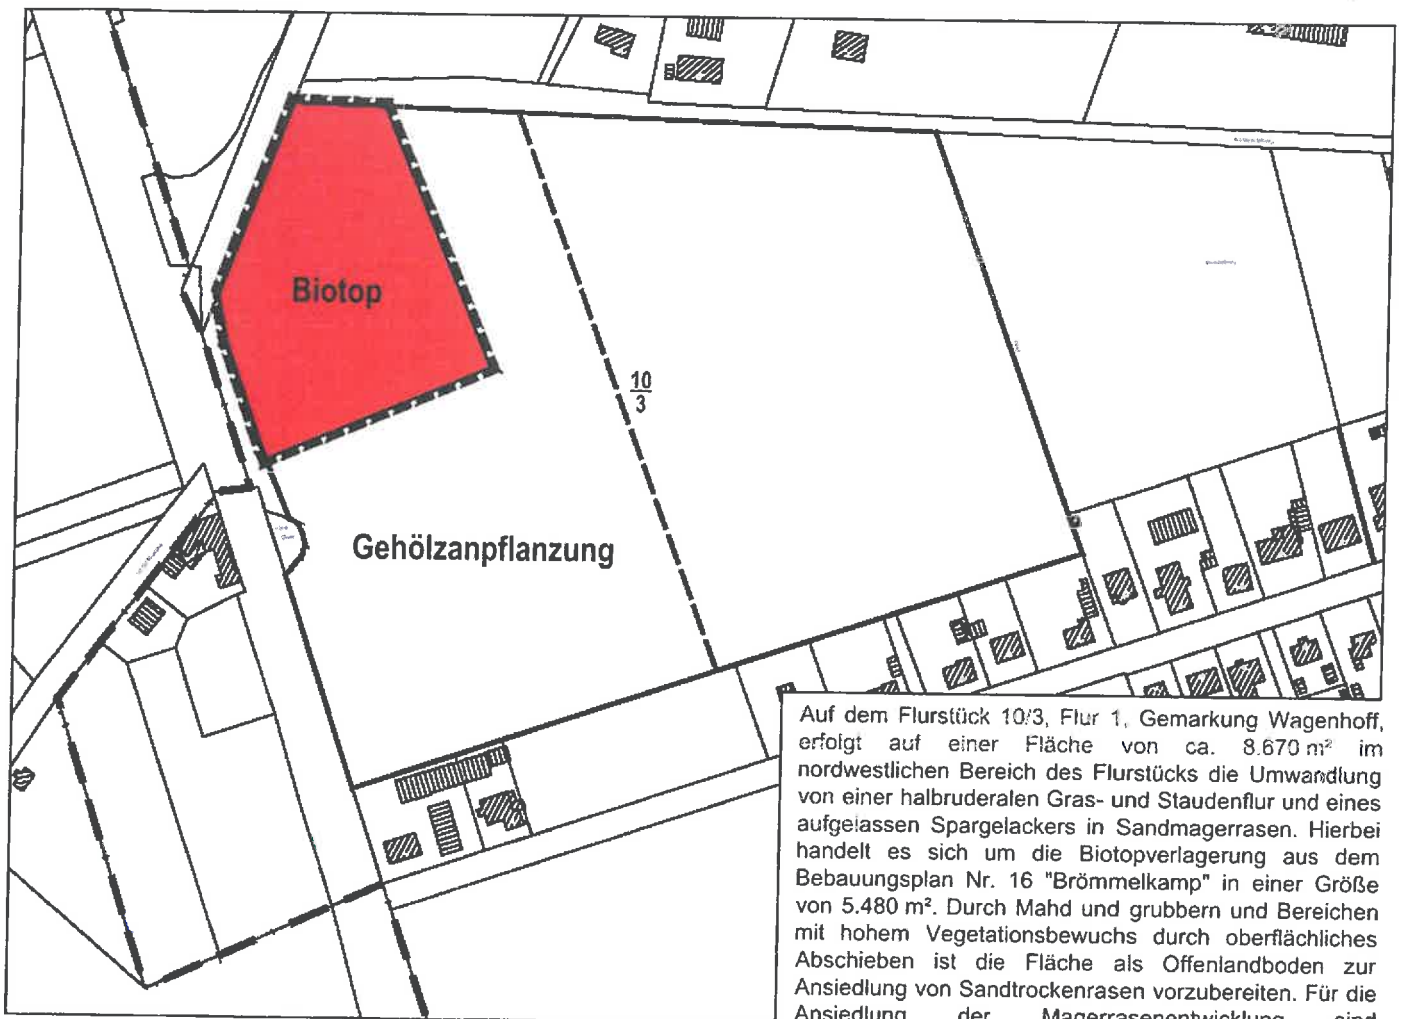 Biotop
10
3
Gehölzanpflanzung
Auf dem Flurstück 10/3, Flur 1, Gemarkung Wagenhoff,
erfolgt auf einer Fläche von ca. 8.670 m² im
nordwestlichen Bereich des Flurstücks die Umwandlung
von einer halbruderalen Gras- und Staudenflur und eines
aufgelassen Spargelackers in Sandmagerrasen. Hierbei
handelt es sich um die Biotopverlagerung aus dem
Bebauungsplan Nr. 16 "Brömmelkamp" in einer Größe
von 5.480 m². Durch Mahd und grubbern und Bereichen
mit hohem Vegetationsbewuchs durch oberflächliches
Abschieben ist die Fläche als Offenlandboden zur
Ansiedlung von Sandtrockenrasen vorzubereiten. Für die
Ansiedlung der Magerrasenentwicklung sind